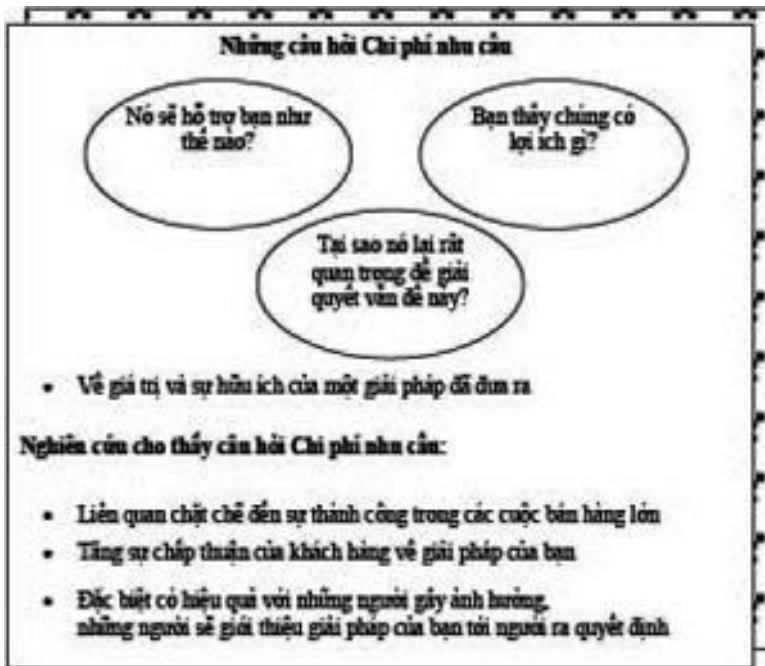 Những câu hỏi Chi phí nhu cầu
Nó sẽ hỗ trợ bạn như
thế nào?
Bạn thấy chúng có
lợi ích gì?
Tại sao nó lại rất
quan trọng để giải
quyết vấn đề này?
• Về giá trị và sự hữu ích của một giải pháp đã đưa ra
Nghiên cứu cho thấy câu hỏi Chi phí nhu cầu:
• Liên quan chặt chẽ đến sự thành công trong các cuộc bán hàng lớn
• Tăng sự chấp thuận của khách hàng về giải pháp của bạn
• Đặc biệt có hiệu quả với những người gây ảnh hưởng,
những người sẽ giới thiệu giải pháp của bạn tới người ra quyết định